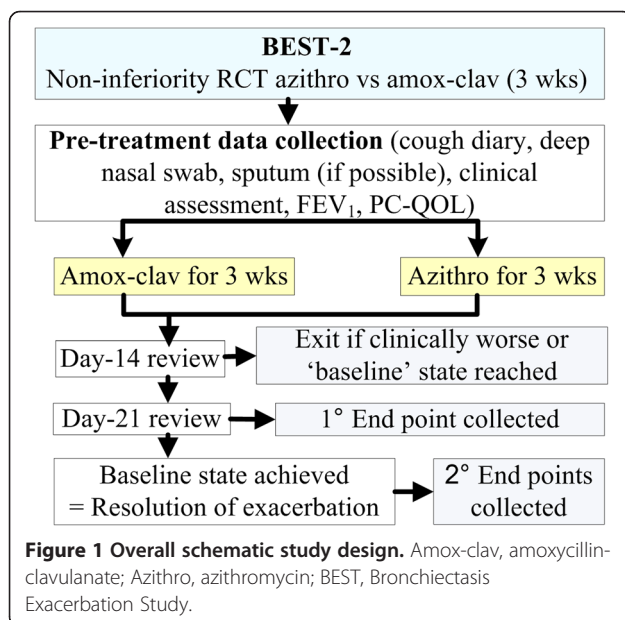 BEST-2
Non-inferiority RCT azithro vs amox-clav (3 wks)
Pre-treatment data collection (cough diary, deep
nasal swab, sputum (if possible), clinical
assessment, FEV₁, PC-QOL)
Amox-clav for 3 wks
Azithro for 3 wks
Day-14 review
Exit if clinically worse or
‘baseline’ state reached
Day-21 review
1° End point collected
Baseline state achieved
= Resolution of exacerbation
2° End points
collected
Figure 1 Overall schematic study design. Amox-clav, amoxycillin-
clavulanate; Azithro, azithromycin; BEST, Bronchiectasis
Exacerbation Study.